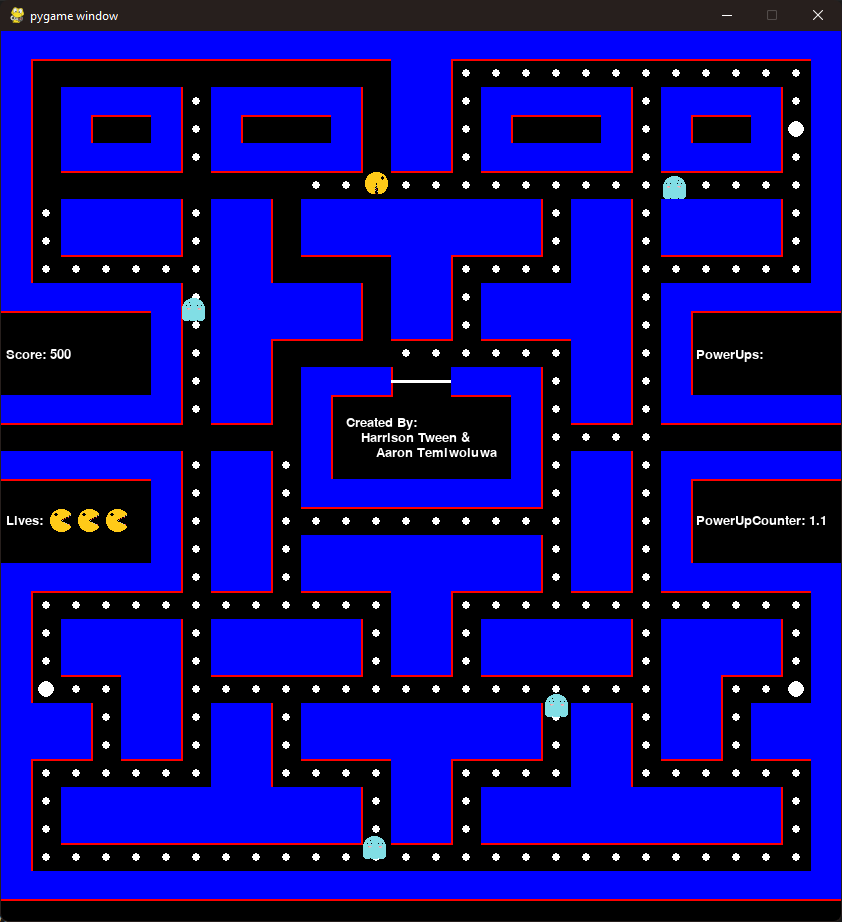 pygame window
Score: 500
PowerUps:
Created By:
Harrison Tween &
Aaron Temiwoluwa
Lives:
PowerUpCounter: 1.1